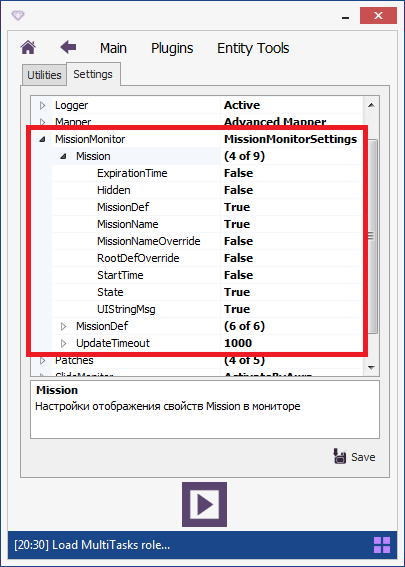 Main Plugins Entity Tools
Utilities Settings
Logger Active
Mapper Advanced Mapper
MissionMonitor MissionMonitorSettings
Mission (4 of 9)
ExpirationTime False
Hidden False
MissionDef True
MissionName True
MissionNameOverride False
RootDefOverride False
StartTime False
State True
UIStringMsg True
MissionDef (6 of 6)
UpdateTimeout 1000
Patches (4 of 5)
SlideMonitor
Mission
Настройки отображения свойств Mission в мониторе
Save
[20:30] Load MultiTasks role...